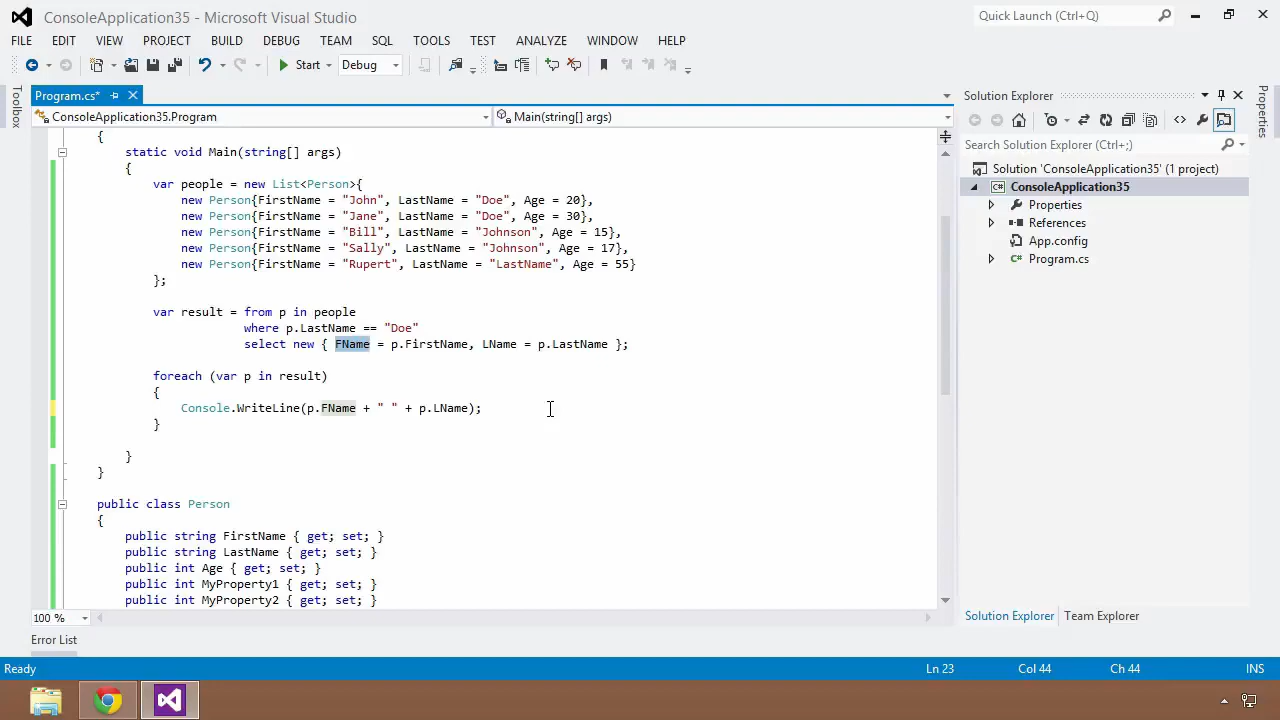 ConsoleApplication35 - Microsoft Visual Studio
Quick Launch (Ctrl+Q)
FILE EDIT VIEW PROJECT BUILD DEBUG TEAM SQL TOOLS TEST ANALYZE WINDOW HELP
Start Debug
Toolbox
Program.cs*
ConsoleApplication35.Program
Main(string[] args)
{
static void Main(string[] args)
{
var people = new List<Person>{
new Person{FirstName = "John", LastName = "Doe", Age = 20},
new Person{FirstName = "Jane", LastName = "Doe", Age = 30},
new Person{FirstName = "Bill", LastName = "Johnson", Age = 15},
new Person{FirstName = "Sally", LastName = "Johnson", Age = 17},
new Person{FirstName = "Rupert", LastName = "LastName", Age = 55}
};
var result = from p in people
where p.LastName == "Doe"
select new { FName = p.FirstName, LName = p.LastName };
foreach (var p in result)
{
Console.WriteLine(p.FName + " " + p.LName);
}
}
}
public class Person
{
public string FirstName { get; set; }
public string LastName { get; set; }
public int Age { get; set; }
public int MyProperty1 { get; set; }
public int MyProperty2 { get; set; }
100 %
Solution Explorer
Search Solution Explorer (Ctrl+;)
Solution 'ConsoleApplication35' (1 project)
C# ConsoleApplication35
Properties
References
App.config
C# Program.cs
Solution Explorer Team Explorer
Properties
Error List
Ready Ln 23 Col 44 Ch 44 INS